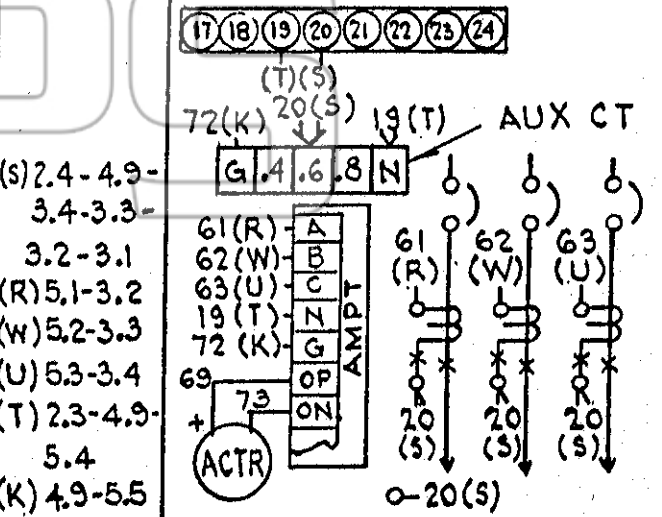 17 18 19 20 21 22 23 24
(T)(S)
72(K) 20(S) 19(T) AUX CT
G .4 .6 .8 N
(S)2.4-4.9-
3.4-3.3-
3.2-3.1
(R)5.1-3.2
(W)5.2-3.3
(U)5.3-3.4
(T)2.3-4.9-
5.4
(K)4.9-5.5
61(R) A
62(W) B
63(U) C
19(T) N
72(K) G
69 OP
73 ON
AMPT
+
ACTR
61 62 63
(R) (W) (U)
20 20 20
(S) (S) (S)
20(S)